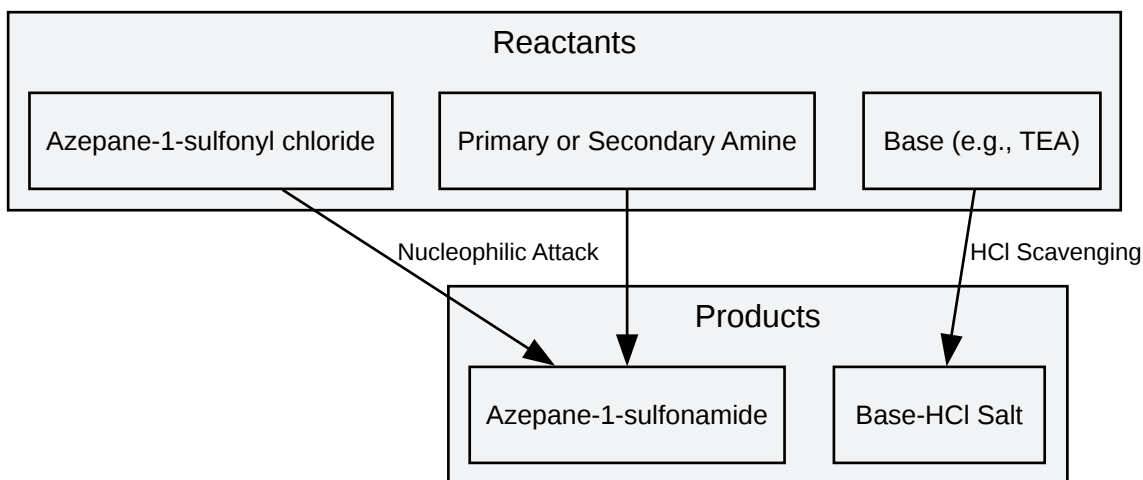 Reactants
Azepane-1-sulfonyl chloride
Primary or Secondary Amine
Base (e.g., TEA)
Nucleophilic Attack
HCl Scavenging
Products
Azepane-1-sulfonamide
Base-HCl Salt